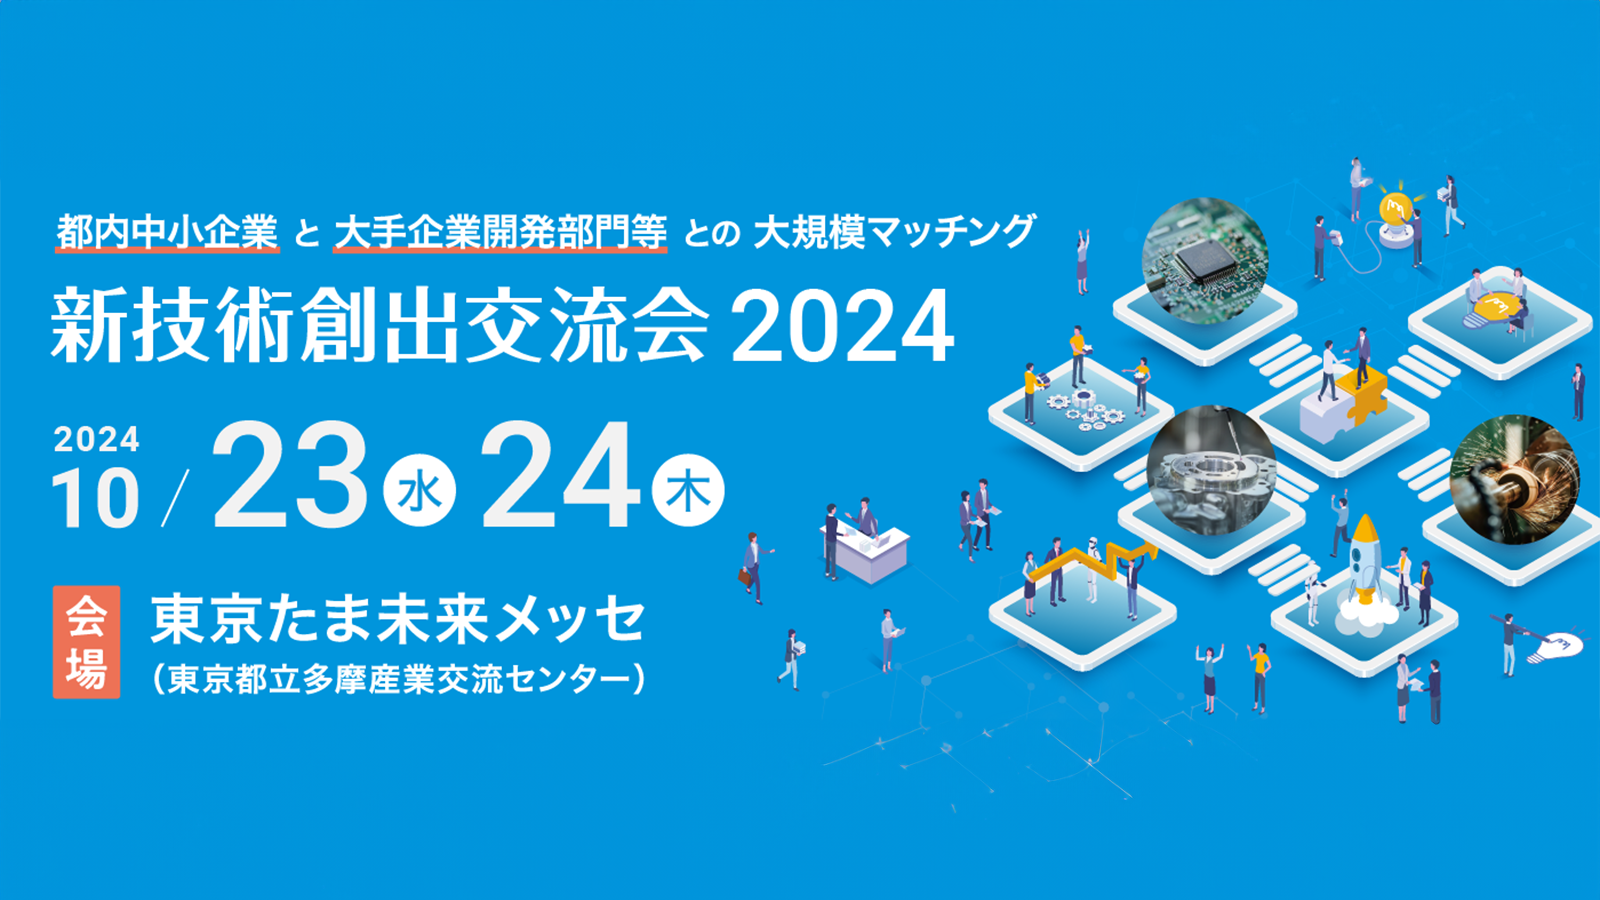 都内中小企業 と 大手企業開発部門等 との 大規模マッチング
新技術創出交流会 2024
2024
10 / 23 水 24 木
会場
東京たま未来メッセ
（東京都立多摩産業交流センター）